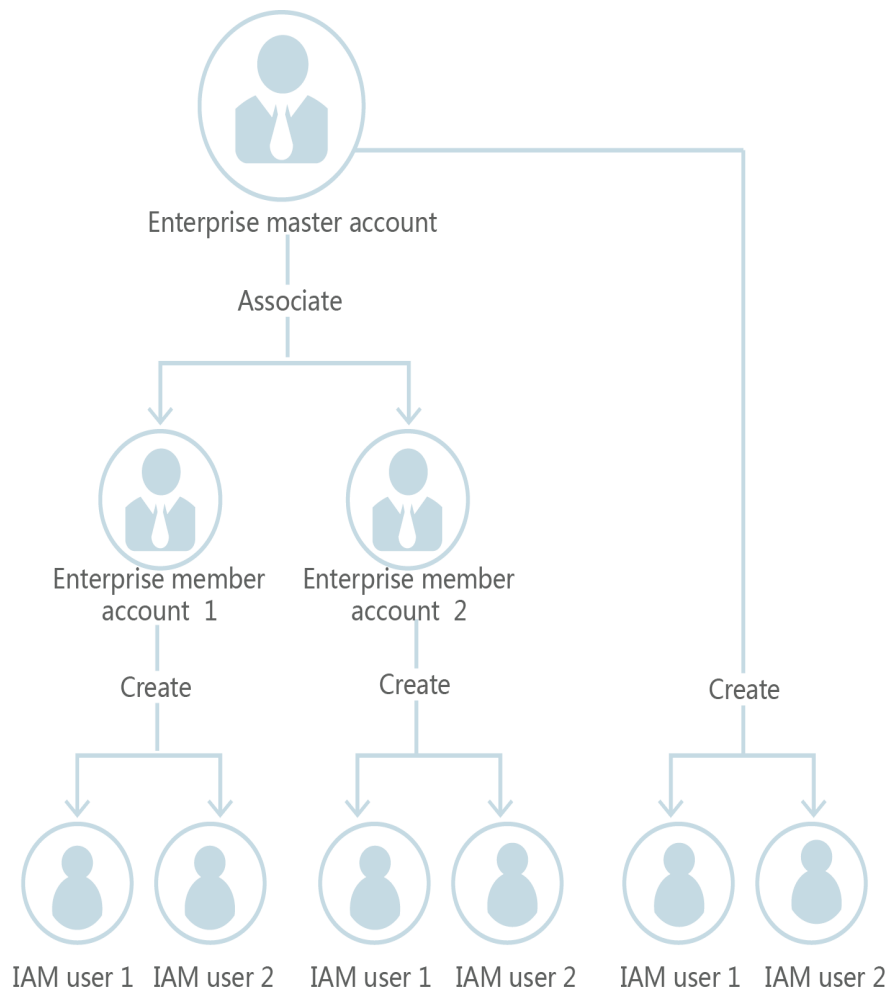 Enterprise master account
Associate
Enterprise member
account 1
Enterprise member
account 2
Create
Create
Create
IAM user 1
IAM user 2
IAM user 1
IAM user 2
IAM user 1
IAM user 2